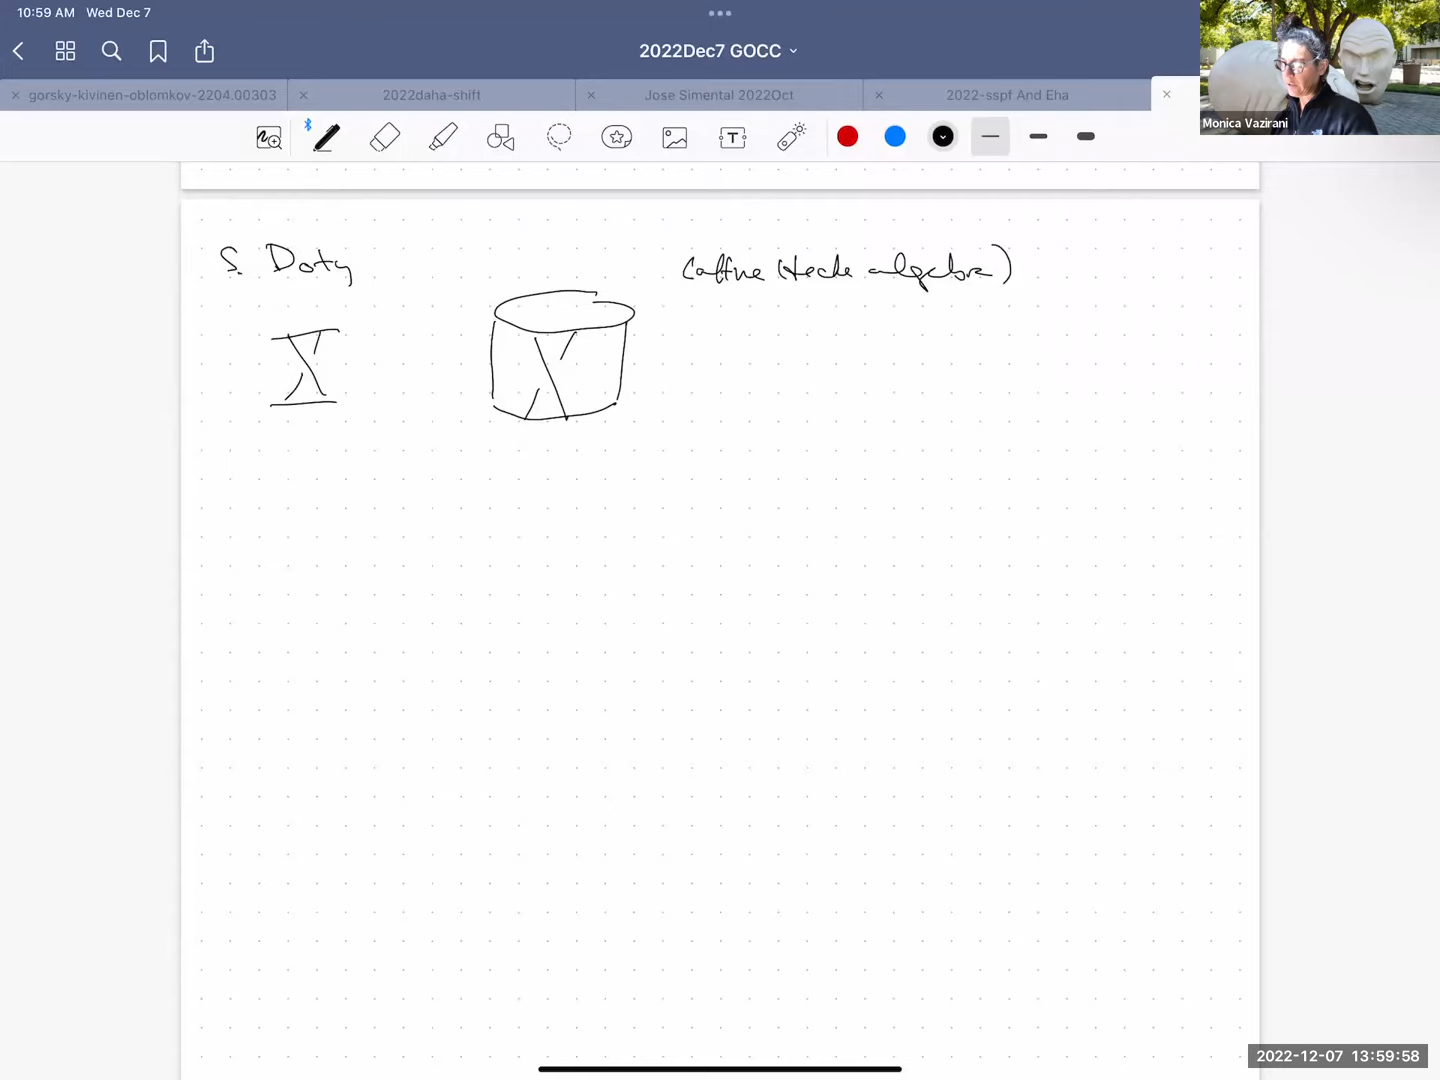 10:59 AM Wed Dec 7
2022Dec7 GOCC
gorsky-kivinen-oblomkov-2204.00303
2022daha-shift
Jose Simental 2022Oct
2022-sspf And Eha
Monica Vazirani
S. Doty
(affine Hecke algebra)
2022-12-07 13:59:58